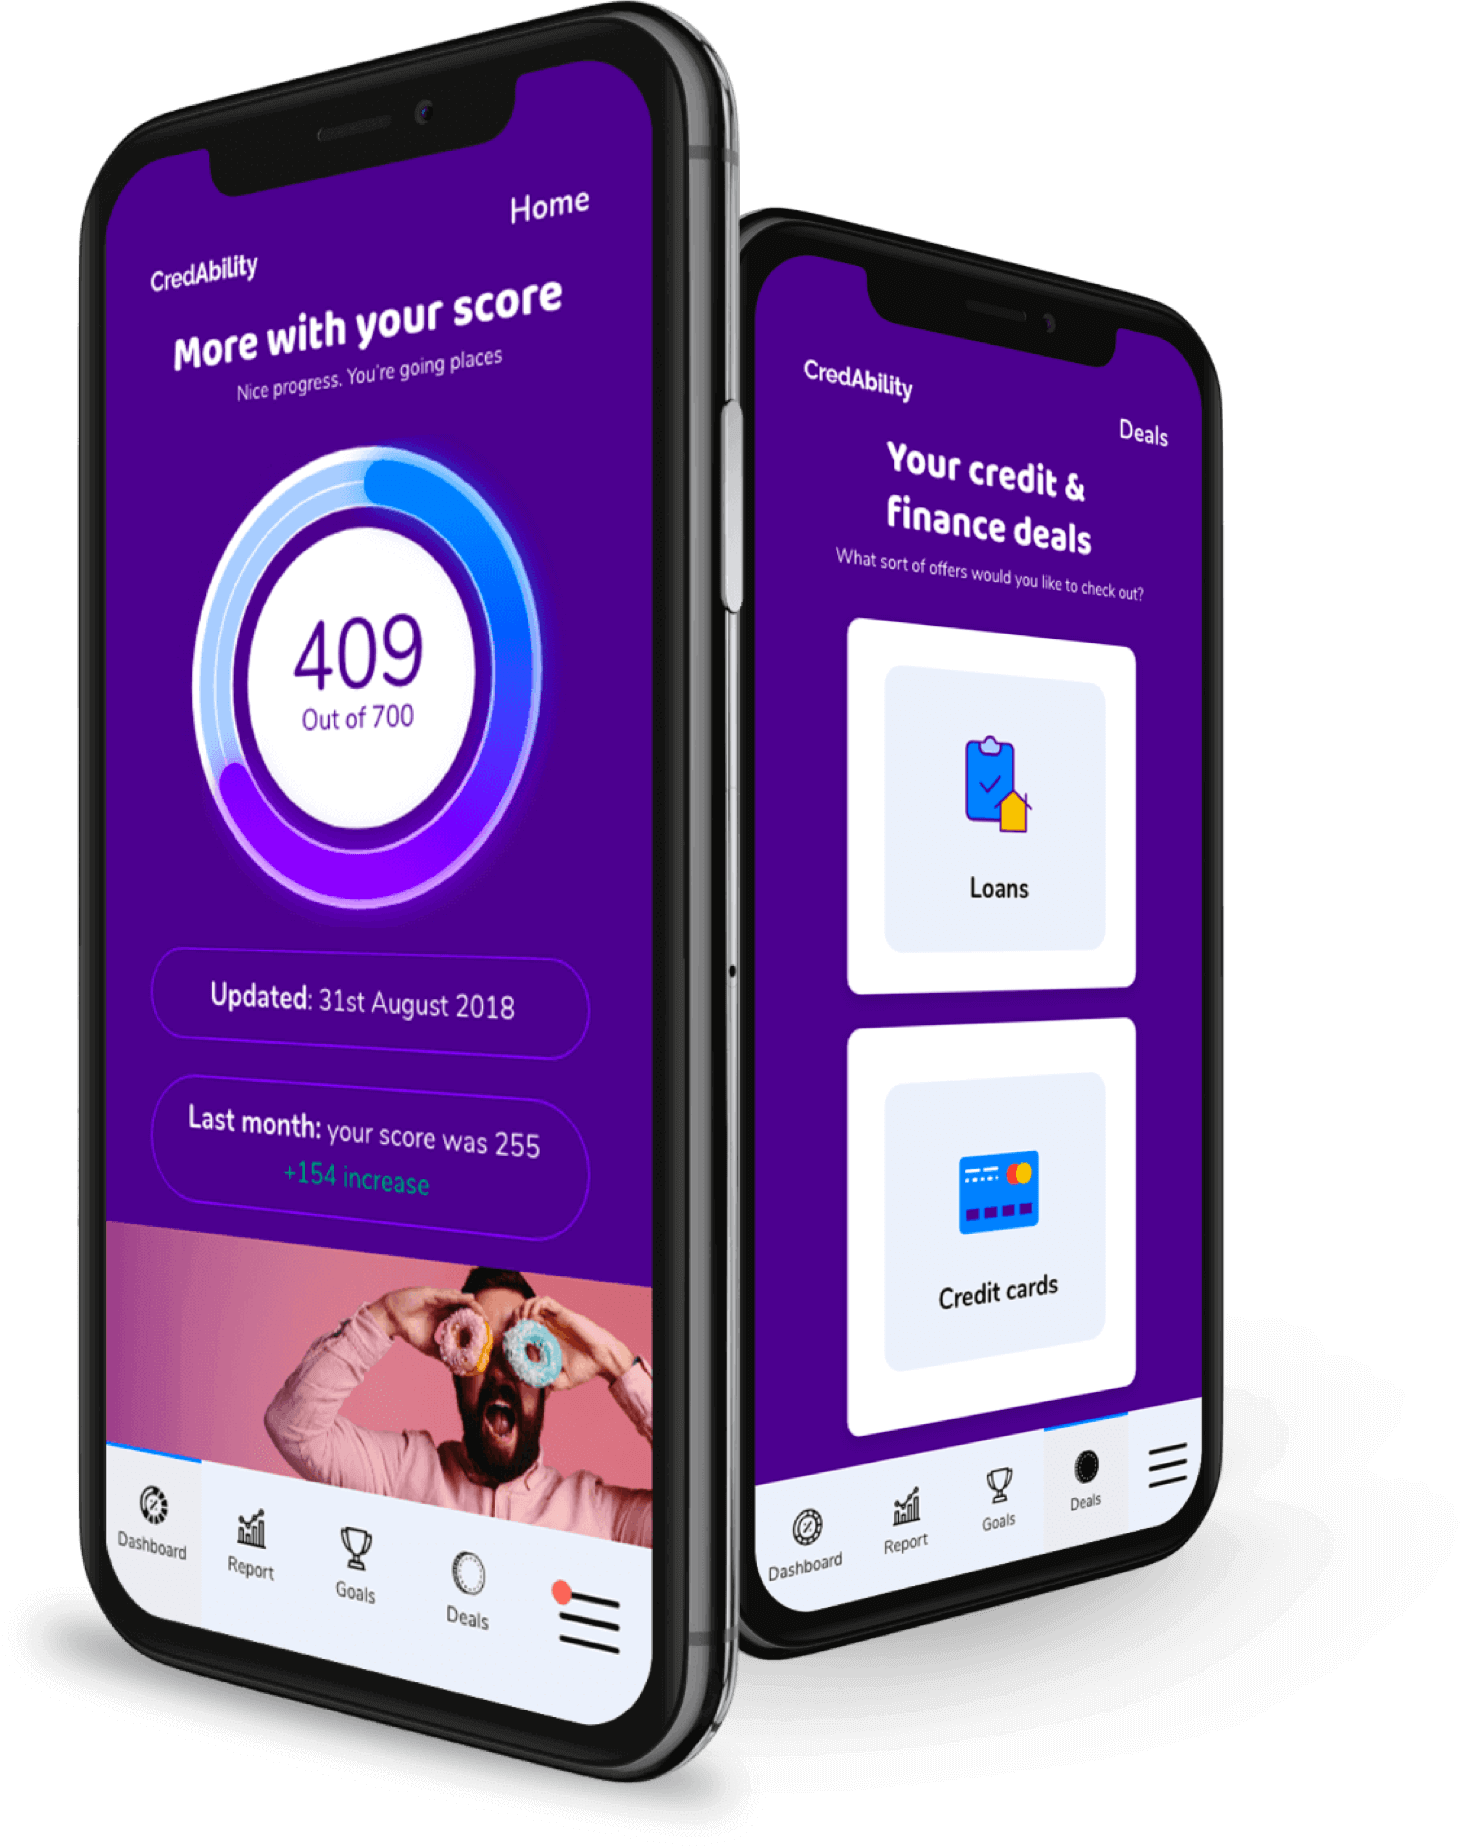 Home
CredAbility
More with your score
Nice progress. You're going places
409
Out of 700
Updated: 31st August 2018
Last month: your score was 255
+154 increase
Dashboard
Report
Goals
Deals
CredAbility
Deals
Your credit &
finance deals
What sort of offers would you like to check out?
Loans
Credit cards
Dashboard
Report
Goals
Deals